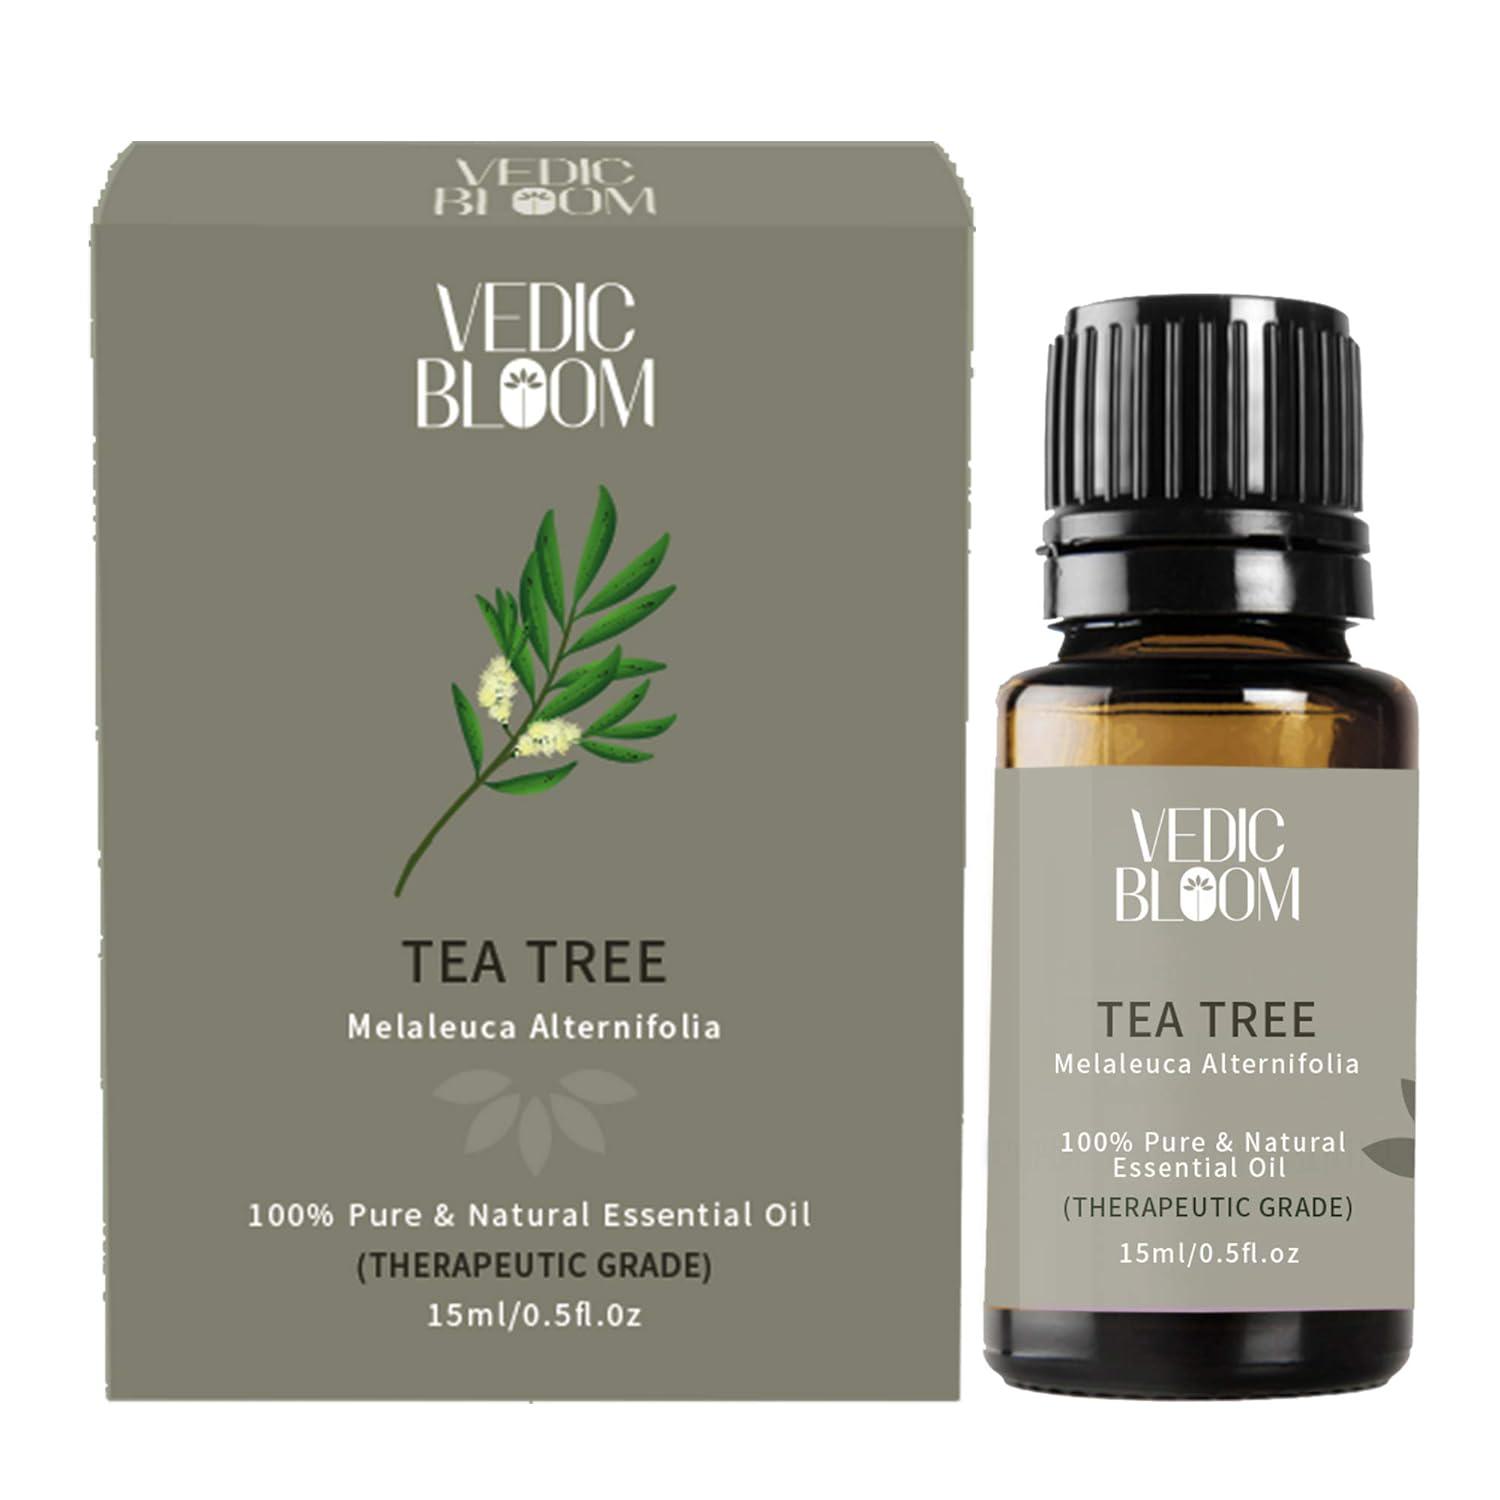 VEDIC
BLOOM
VEDIC
BLOOM
TEA TREE
Melaleuca Alternifolia
100% Pure & Natural Essential Oil
(THERAPEUTIC GRADE)
15ml/0.5fl.oz
VEDIC
BLOOM
TEA TREE
Melaleuca Alternifolia
100% Pure & Natural
Essential Oil
(THERAPEUTIC GRADE)
15ml/0.5fl.oz